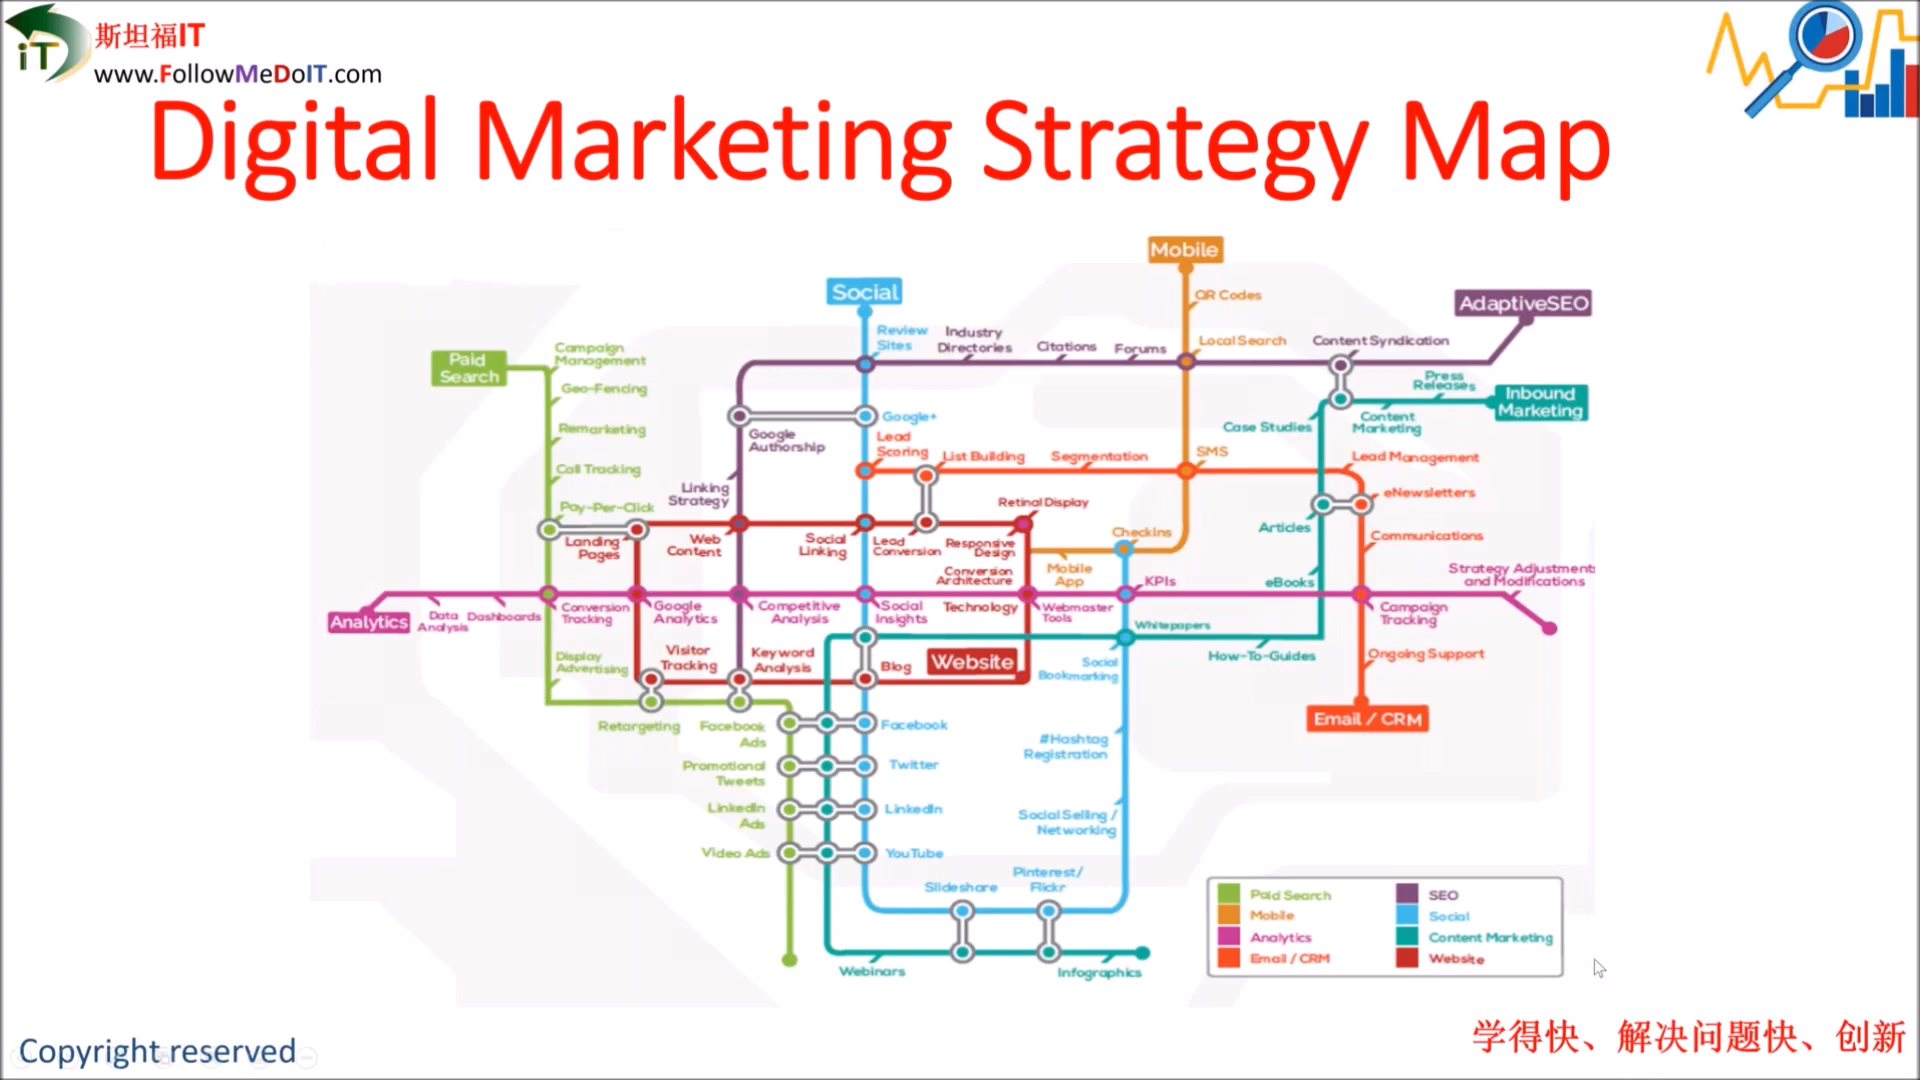 斯坦福IT
www.FollowMeDoIT.com
Digital Marketing Strategy Map
Mobile
Social
AdaptiveSEO
QR Codes
Review
Sites
Industry
Directories
Citations
Forums
Local Search
Content Syndication
Paid
Search
Campaign
Management
Geo-Fencing
Remarketing
Call Tracking
Pay-Per-Click
Press
Releases
Inbound
Marketing
Content
Marketing
Case Studies
Google+
Google
Authorship
Lead
Scoring
List Building
Segmentation
SMS
Lead Management
eNewsletters
Linking
Strategy
Retinal Display
Landing
Pages
Web
Content
Social
Linking
Lead
Conversion
Responsive
Design
Checkins
Articles
Communications
Conversion
Architecture
Mobile
App
KPIs
eBooks
Strategy Adjustments
and Modifications
Analytics
Data
Analysis
Dashboards
Conversion
Tracking
Google
Analytics
Competitive
Analysis
Social
Insights
Technology
Webmaster
Tools
Campaign
Tracking
Whitepapers
How-To-Guides
Ongoing Support
Display
Advertising
Visitor
Tracking
Keyword
Analysis
Blog
Website
Social
Bookmarking
Email / CRM
Retargeting
Facebook
Ads
Facebook
#Hashtag
Registration
Promotional
Tweets
Twitter
LinkedIn
Ads
LinkedIn
Social Selling /
Networking
Video Ads
YouTube
Slideshare
Pinterest/
Flickr
Webinars
Infographics
Paid Search
SEO
Mobile
Social
Analytics
Content Marketing
Email / CRM
Website
Copyright reserved
学得快、解决问题快、创新